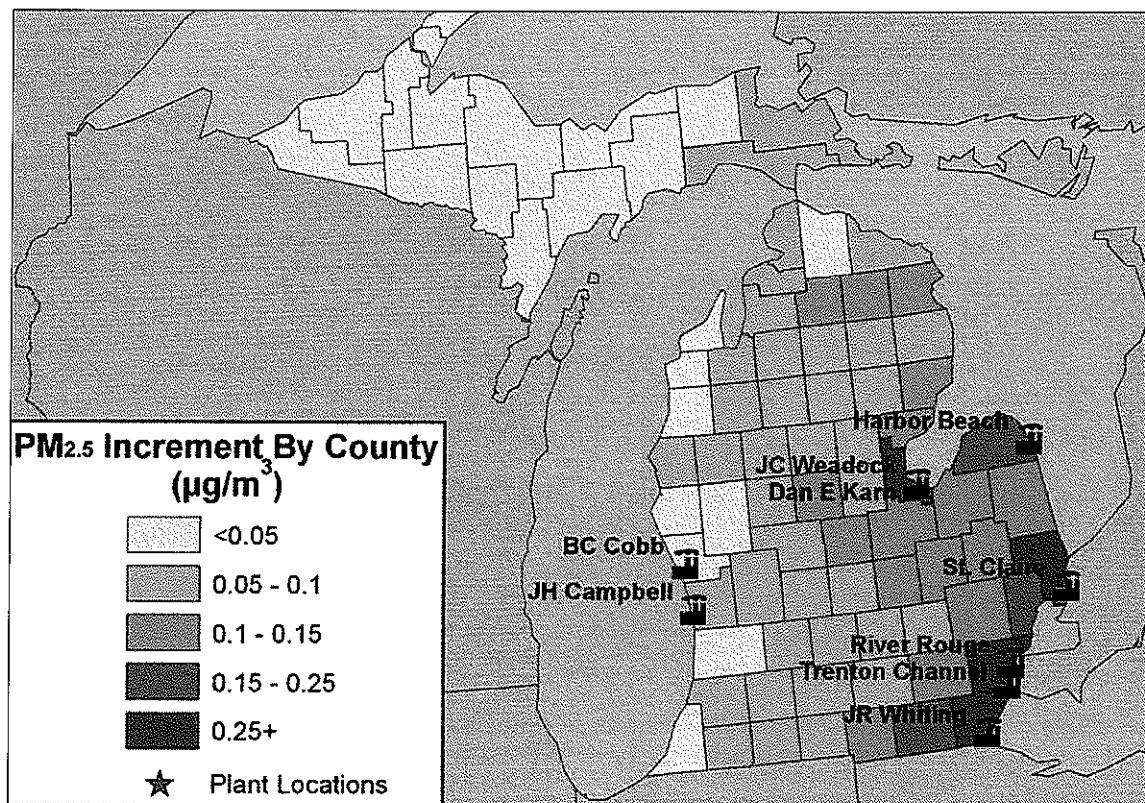 Harbor Beach
JC Weadock
Dan E Karn
BC Cobb
St. Claire
JH Campbell
River Rouge
Trenton Channel
JR Whiting
PM2.5 Increment By County
(µg/m3)
<0.05
0.05 - 0.1
0.1 - 0.15
0.15 - 0.25
0.25+
Plant Locations